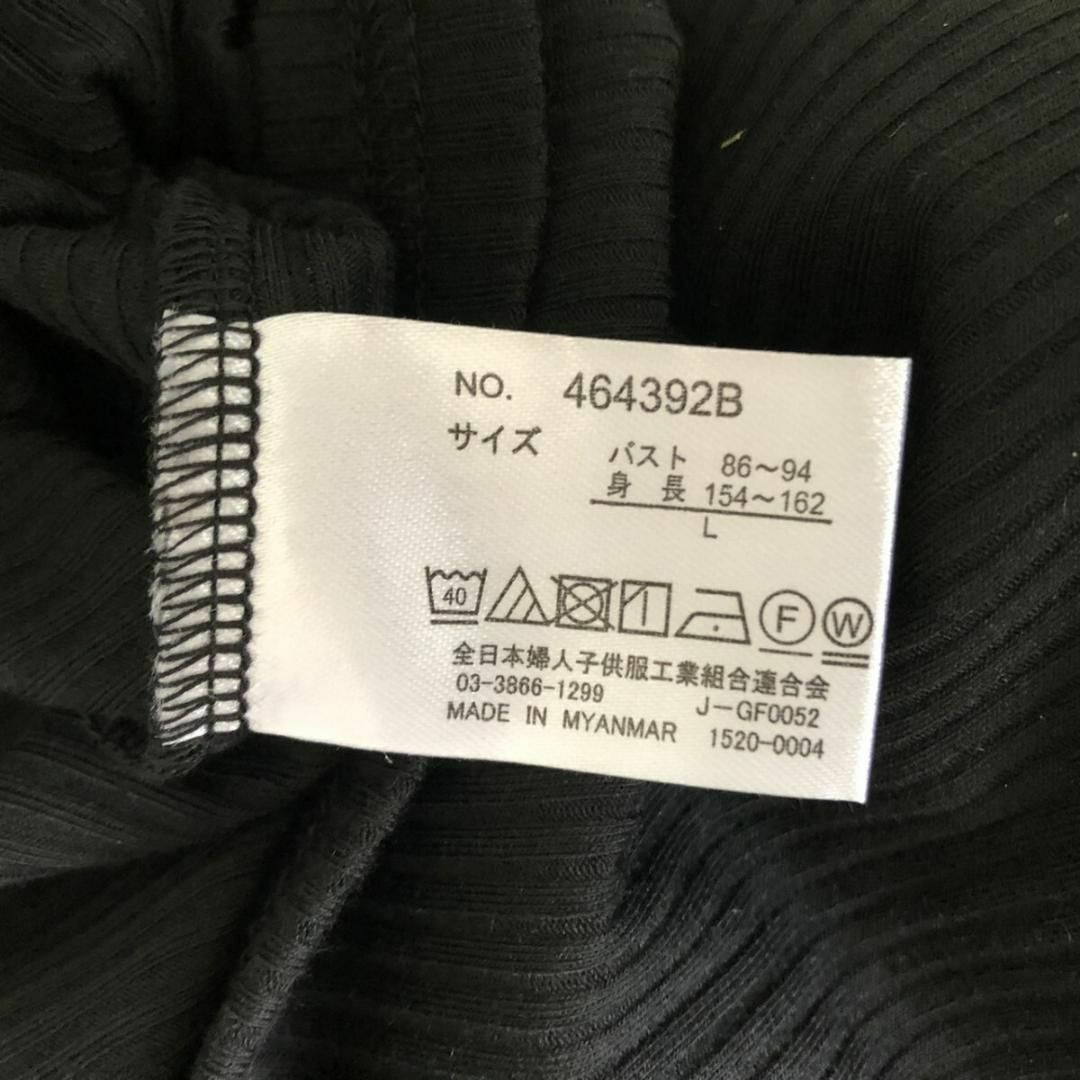 NO. 464392B
サイズ
バスト 86～94
身 長 154～162
L
40
F W
全日本婦人子供服工業組合連合会
03-3866-1299 J-GF0052
MADE IN MYANMAR 1520-0004